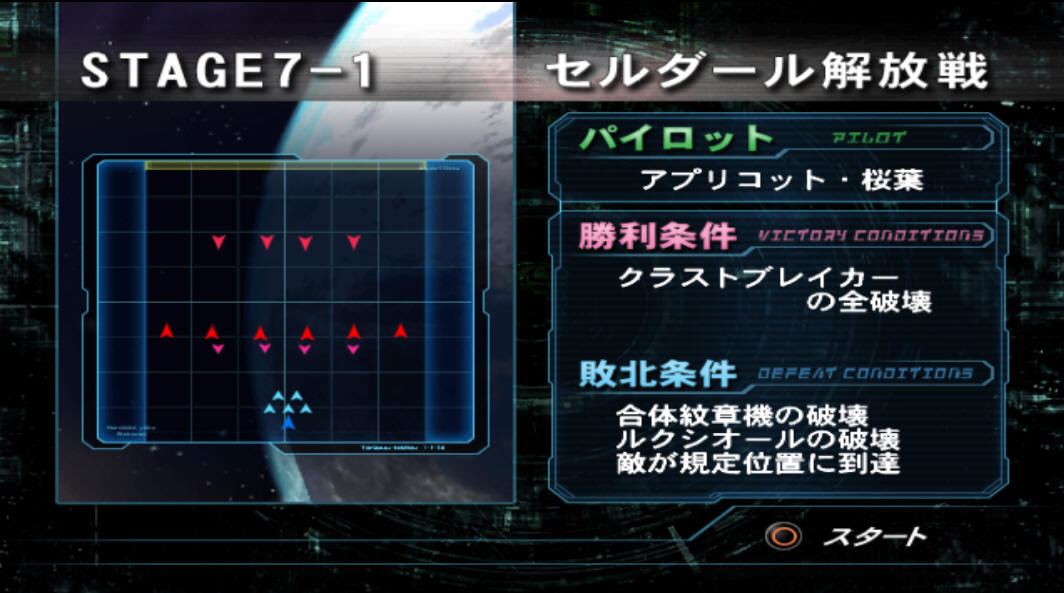 STAGE7-1
セルダール解放戦
パイロット PILOT
アプリコット・桜葉
勝利条件 VICTORY CONDITIONS
クラストブレイカー
の全破壊
敗北条件 DEFEAT CONDITIONS
合体紋章機の破壊
ルクシオールの破壊
敵が規定位置に到達
スタート